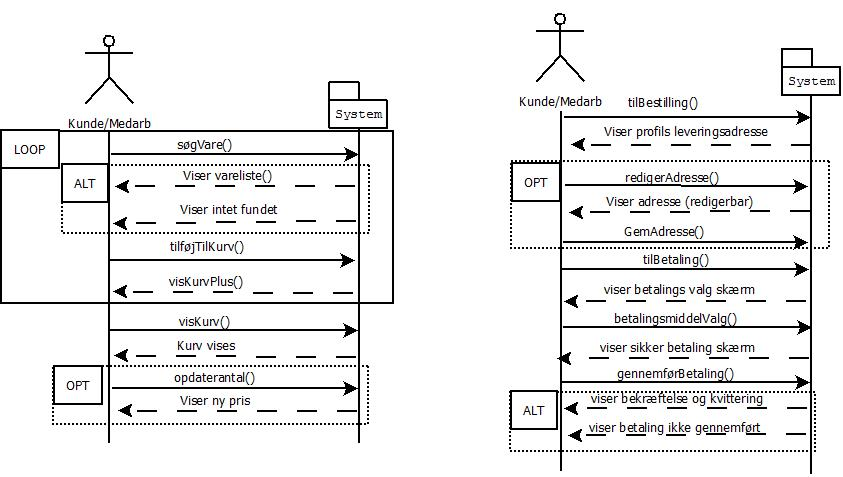 Kunde/Medarb
System
LOOP
søgVare()
ALT
Viser vareliste()
Viser intet fundet
tilføjTilKurv()
visKurvPlus()
visKurv()
Kurv vises
OPT
opdaterantal()
Viser ny pris
Kunde/Medarb
System
tilBestilling()
Viser profils leveringsadresse
OPT
redigerAdresse()
Viser adresse (redigerbar)
GemAdresse()
tilBetaling()
viser betalings valg skærm
betalingsmiddelValg()
viser sikker betaling skærm
gennemførBetaling()
ALT
viser bekræftelse og kvittering
viser betaling ikke gennemført